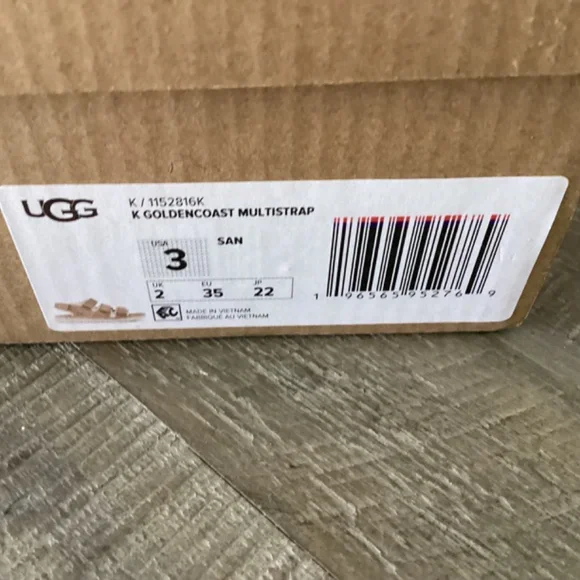 UGG
K / 1152816K
K GOLDENCOAST MULTISTRAP
USA
3
SAN
UK EU JP
2 35 22
MADE IN VIETNAM
FABRIQUÉ AU VIETNAM
1 96565 95276 9